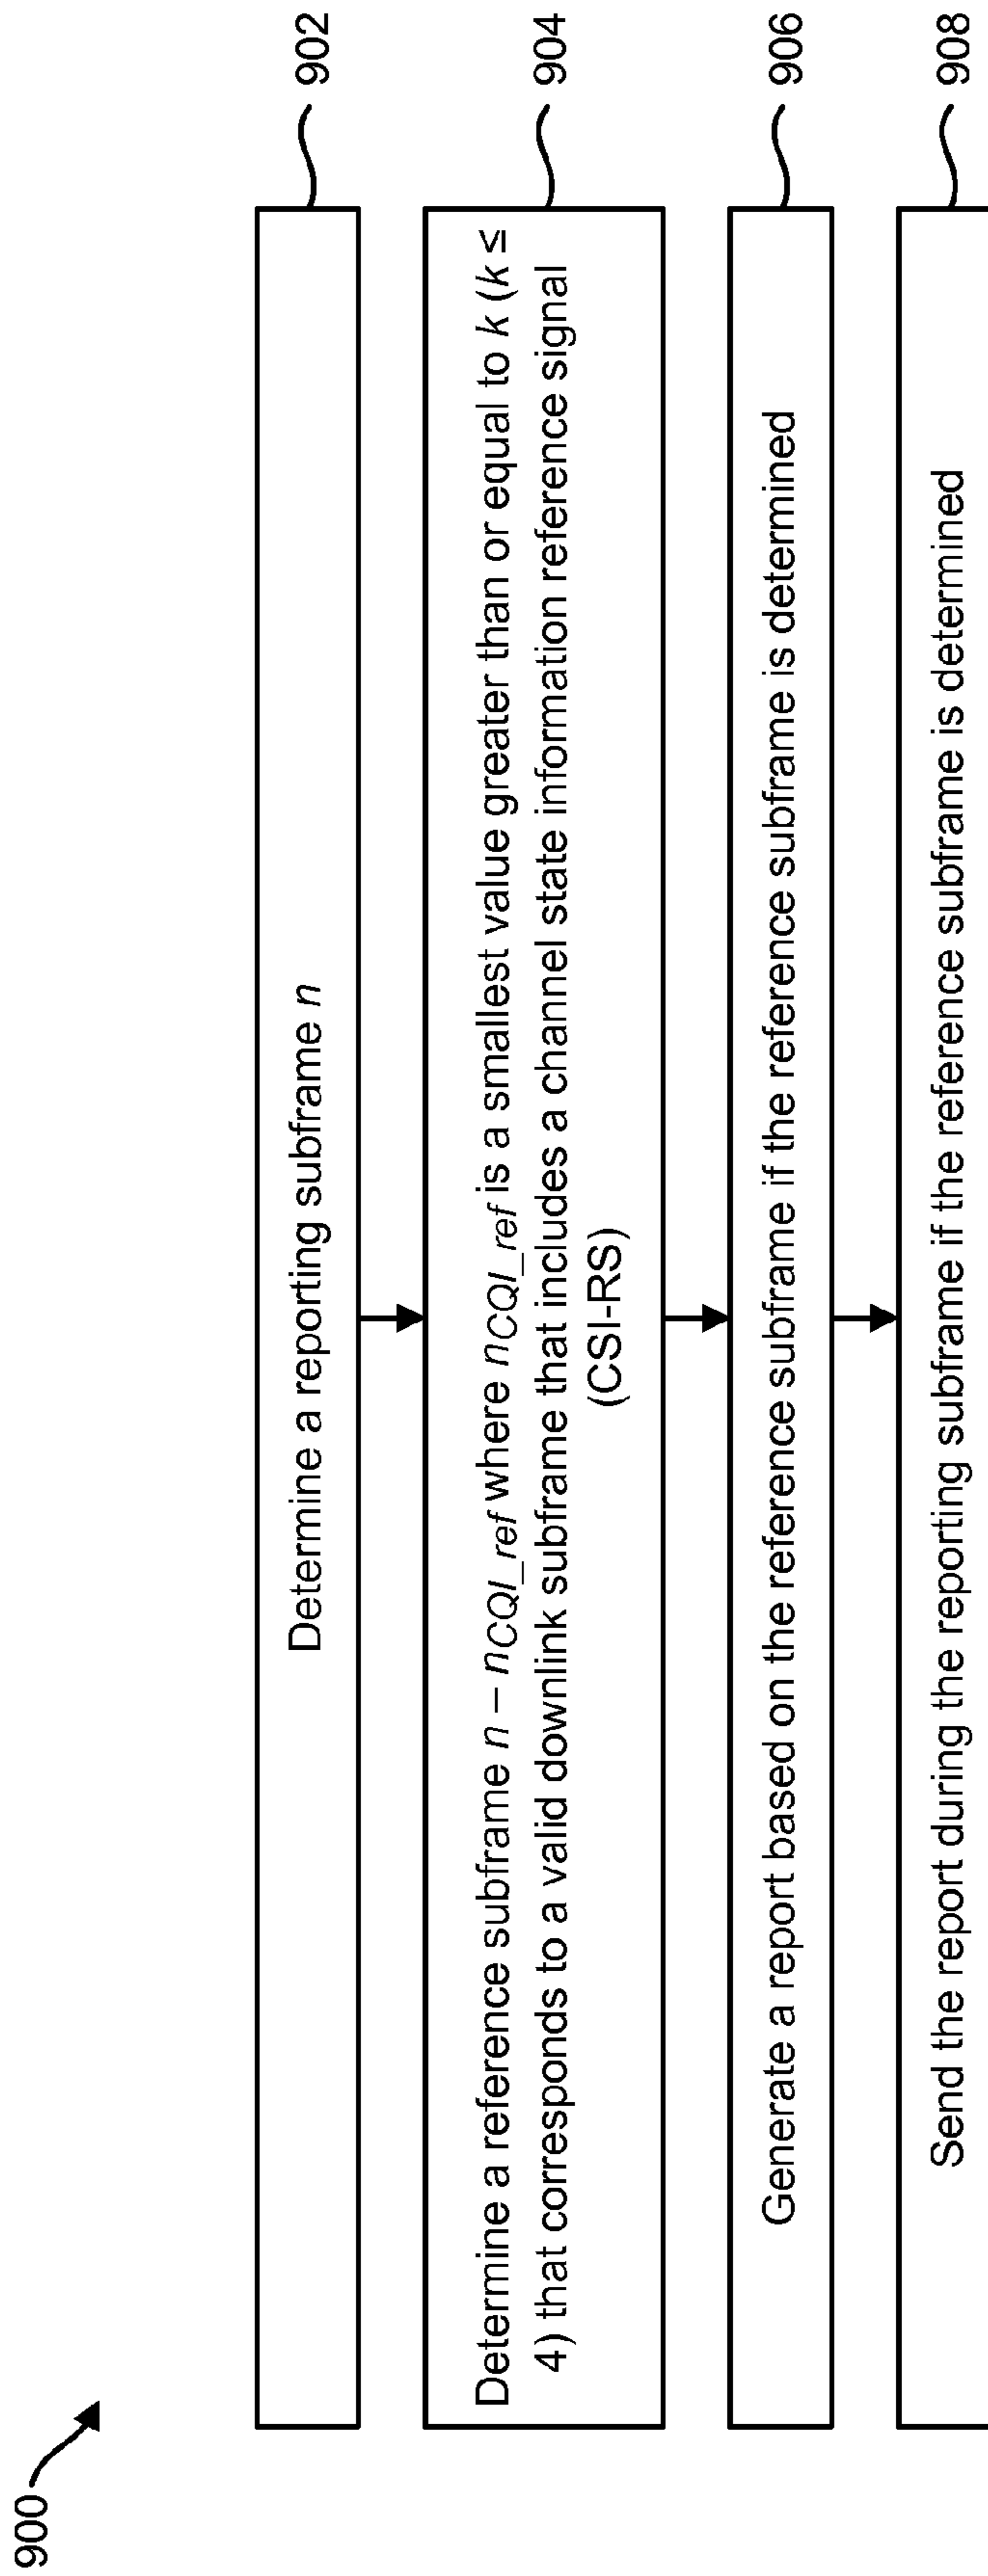 900
Determine a reporting subframe n
902
Determine a reference subframe n – nCQI_ref where nCQI_ref is a smallest value greater than or equal to k (k ≤
4) that corresponds to a valid downlink subframe that includes a channel state information reference signal
(CSI-RS)
904
Generate a report based on the reference subframe if the reference subframe is determined
906
Send the report during the reporting subframe if the reference subframe is determined
908